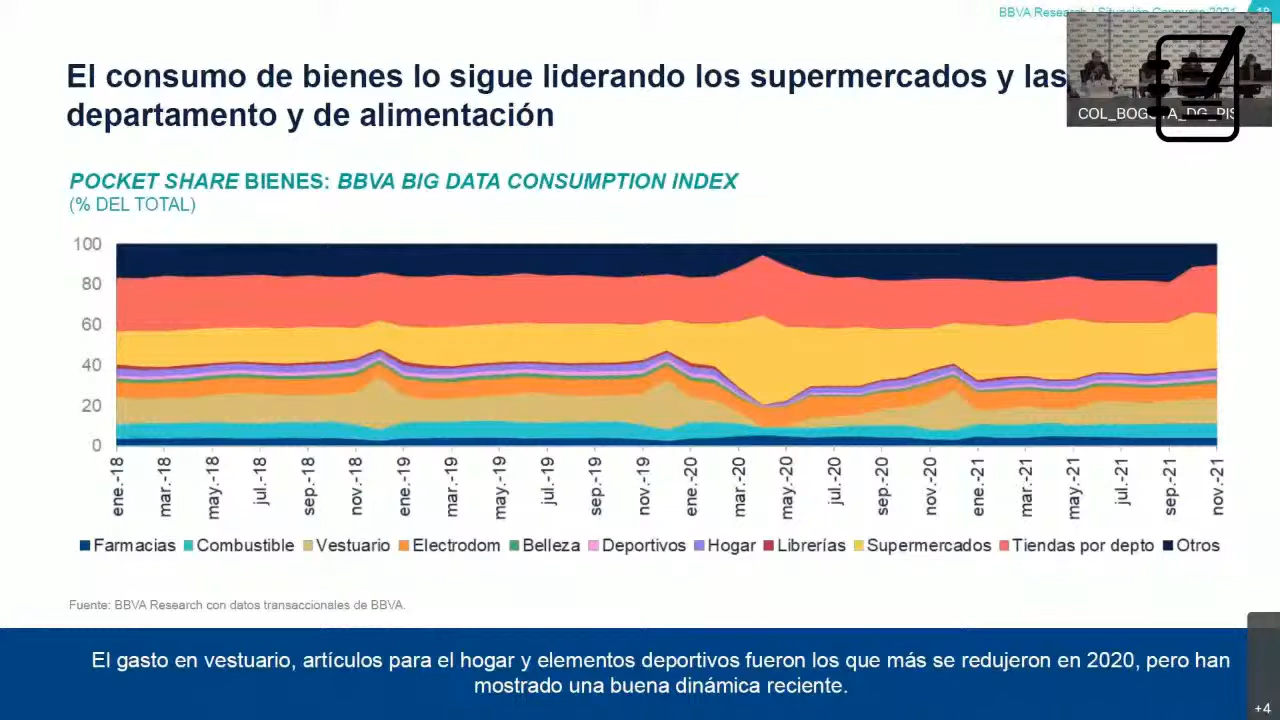 BBVA Research | Situación Consumo 2021
El consumo de bienes lo sigue liderando los supermercados y las
departamento y de alimentación
COL_BOG
POCKET SHARE BIENES: BBVA BIG DATA CONSUMPTION INDEX
(% DEL TOTAL)
100
80
60
40
20
0
ene.-18 mar.-18 may.-18 jul.-18 sep.-18 nov.-18 ene.-19 mar.-19 may.-19 jul.-19 sep.-19 nov.-19 ene.-20 mar.-20 may.-20 jul.-20 sep.-20 nov.-20 ene.-21 mar.-21 may.-21 jul.-21 sep.-21 nov.-21
Farmacias Combustible Vestuario Electrodom Belleza Deportivos Hogar Librerías Supermercados Tiendas por depto Otros
Fuente: BBVA Research con datos transaccionales de BBVA.
El gasto en vestuario, artículos para el hogar y elementos deportivos fueron los que más se redujeron en 2020, pero han
mostrado una buena dinámica reciente.
+4